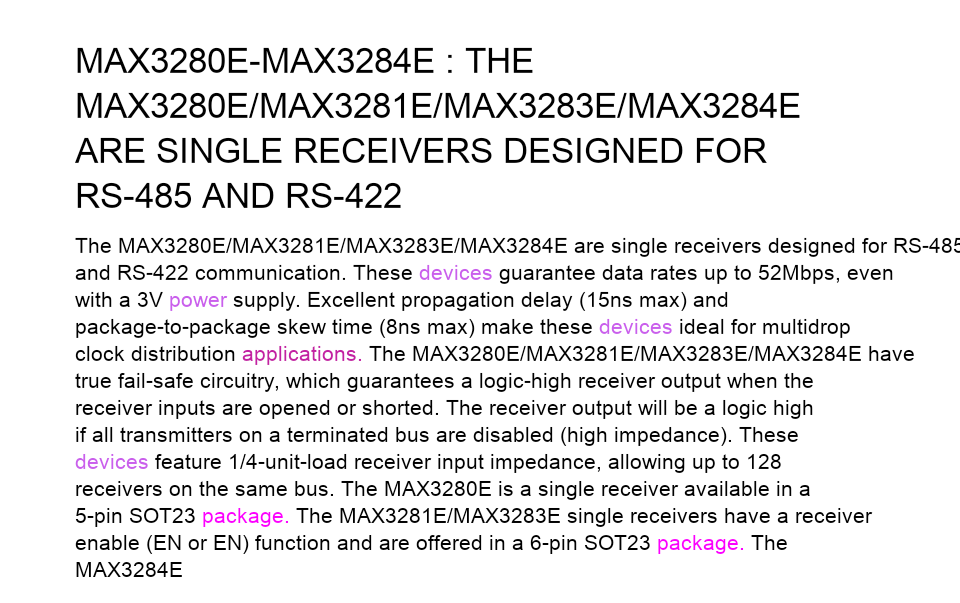 MAX3280E-MAX3284E : THE
MAX3280E/MAX3281E/MAX3283E/MAX3284E
ARE SINGLE RECEIVERS DESIGNED FOR
RS-485 AND RS-422
The MAX3280E/MAX3281E/MAX3283E/MAX3284E are single receivers designed for RS-485
and RS-422 communication. These devices guarantee data rates up to 52Mbps, even
with a 3V power supply. Excellent propagation delay (15ns max) and
package-to-package skew time (8ns max) make these devices ideal for multidrop
clock distribution applications. The MAX3280E/MAX3281E/MAX3283E/MAX3284E have
true fail-safe circuitry, which guarantees a logic-high receiver output when the
receiver inputs are opened or shorted. The receiver output will be a logic high
if all transmitters on a terminated bus are disabled (high impedance). These
devices feature 1/4-unit-load receiver input impedance, allowing up to 128
receivers on the same bus. The MAX3280E is a single receiver available in a
5-pin SOT23 package. The MAX3281E/MAX3283E single receivers have a receiver
enable (EN or EN) function and are offered in a 6-pin SOT23 package. The
MAX3284E